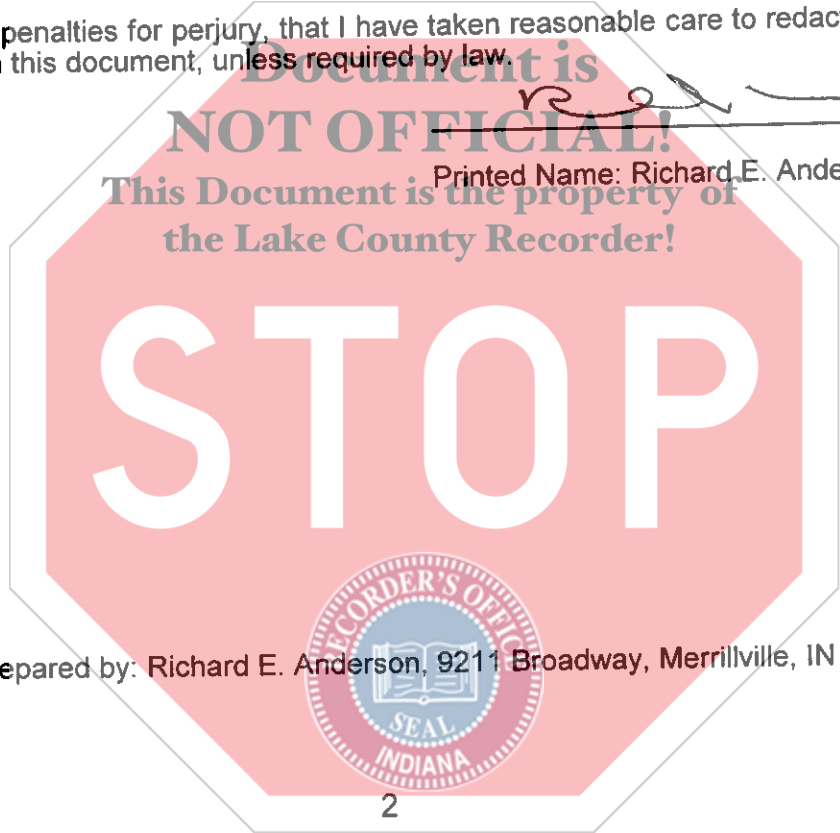 penalties for perjury, that I have taken reasonable care to redac
this document, unless required by law.
Document is
NOT OFFICIAL!
Printed Name: Richard E. Ande
This Document is the property of
the Lake County Recorder!
STOP
RECORDER'S OFFIC
epared by: Richard E. Anderson, 9211 Broadway, Merrillville, IN
SEAL
INDIANA
2